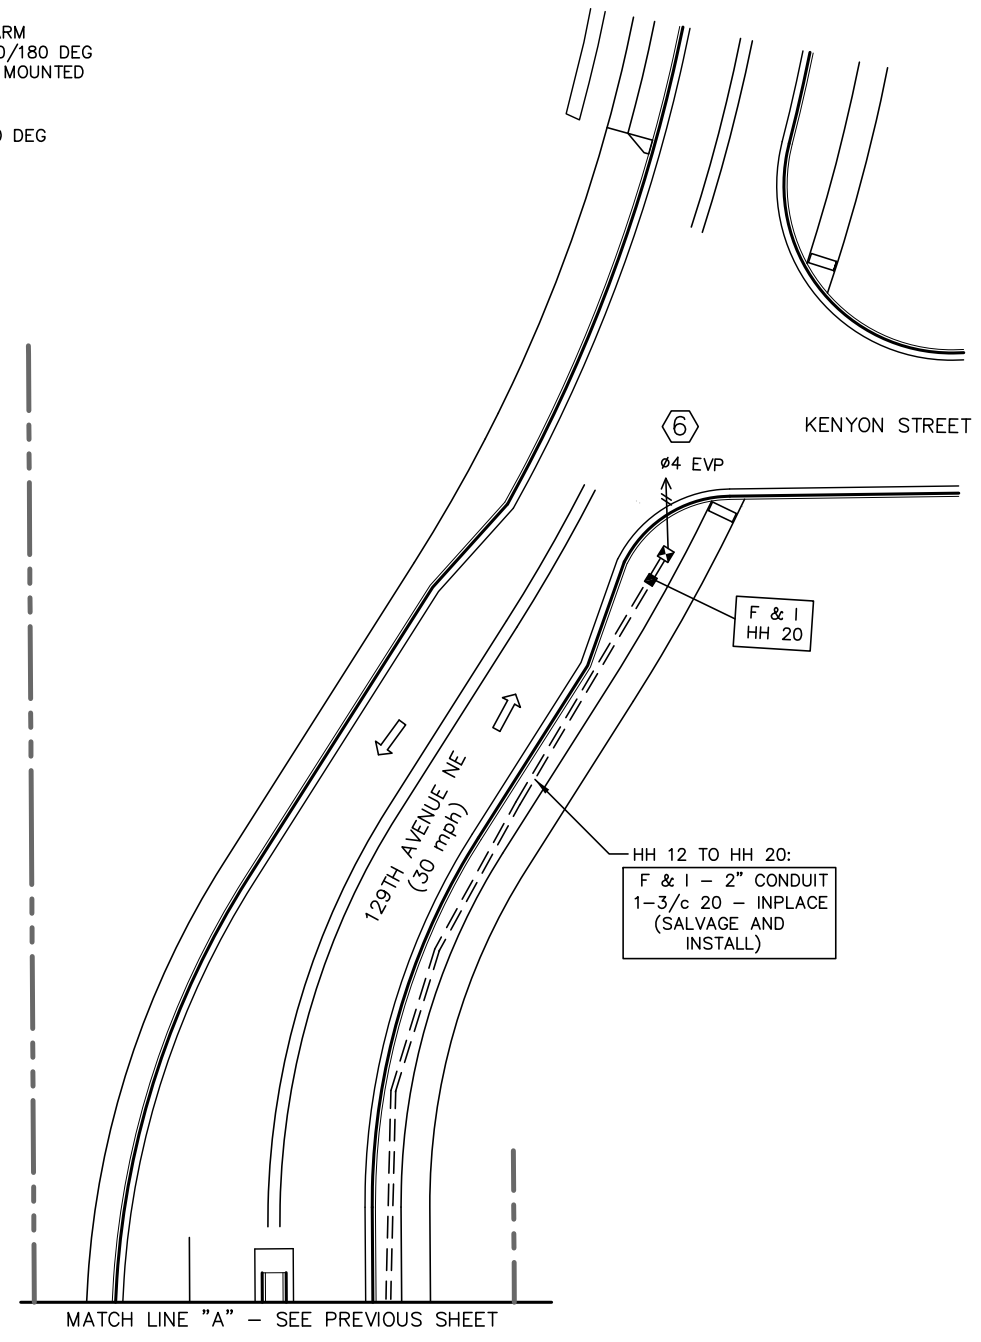 ARM
0/180 DEG
MOUNTED
DEG
6
ø4 EVP
KENYON STREET
F & I
HH 20
129TH AVENUE NE
(30 mph)
HH 12 TO HH 20:
F & I – 2" CONDUIT
1–3/c 20 – INPLACE
(SALVAGE AND
INSTALL)
MATCH LINE "A" – SEE PREVIOUS SHEET